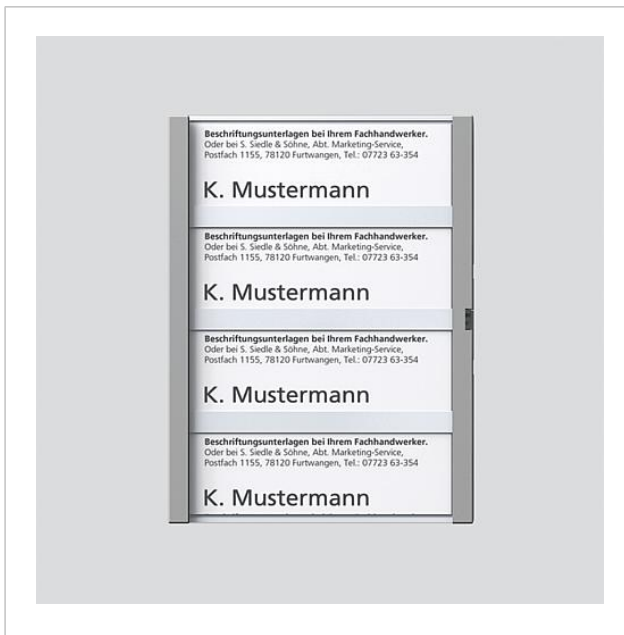 Beschriftungsunterlagen bei Ihrem Fachhandwerker.
Oder bei S. Siedle & Söhne, Abt. Marketing-Service,
Postfach 1155, 78120 Furtwangen, Tel.: 07723 63-354
K. Mustermann
Beschriftungsunterlagen bei Ihrem Fachhandwerker.
Oder bei S. Siedle & Söhne, Abt. Marketing-Service,
Postfach 1155, 78120 Furtwangen, Tel.: 07723 63-354
K. Mustermann
Beschriftungsunterlagen bei Ihrem Fachhandwerker.
Oder bei S. Siedle & Söhne, Abt. Marketing-Service,
Postfach 1155, 78120 Furtwangen, Tel.: 07723 63-354
K. Mustermann
Beschriftungsunterlagen bei Ihrem Fachhandwerker.
Oder bei S. Siedle & Söhne, Abt. Marketing-Service,
Postfach 1155, 78120 Furtwangen, Tel.: 07723 63-354
K. Mustermann